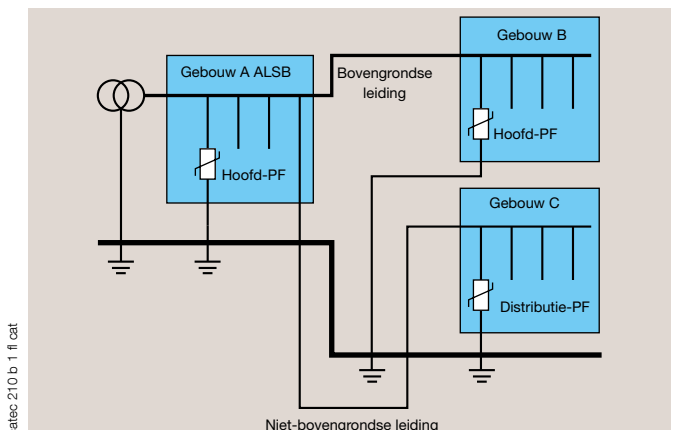 Gebouw A ALSB
Bovengrondse
leiding
Gebouw B
Hoofd-PF
Hoofd-PF
Gebouw C
Distributie-PF
Niet-bovengrondse leiding
atec 210 b 1 fl cat